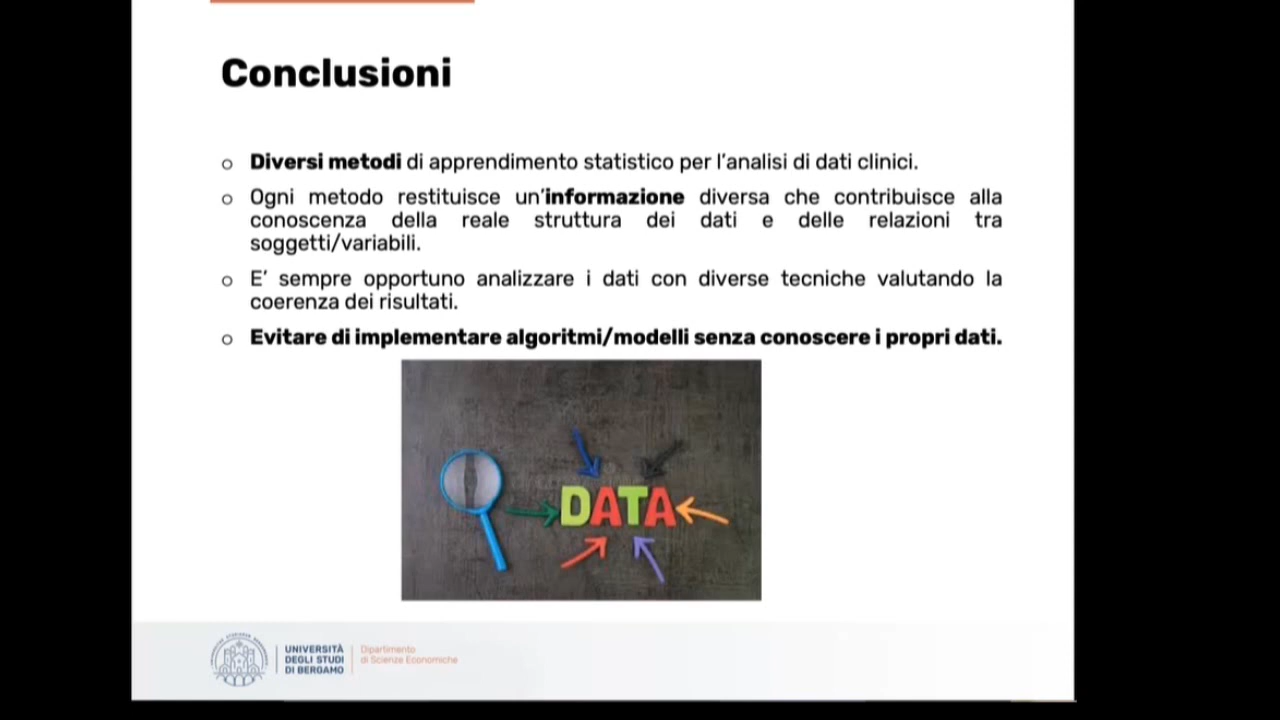 Conclusioni
Diversi metodi di apprendimento statistico per l'analisi di dati clinici.
Ogni metodo restituisce un'informazione diversa che contribuisce alla
conoscenza della reale struttura dei dati e delle relazioni tra
soggetti/variabili.
E' sempre opportuno analizzare i dati con diverse tecniche valutando la
coerenza dei risultati.
Evitare di implementare algoritmi/modelli senza conoscere i propri dati.
DATA
UNIVERSITÀ
DEGLI STUDI
DI BERGAMO
Dipartimento
di Scienze Economiche